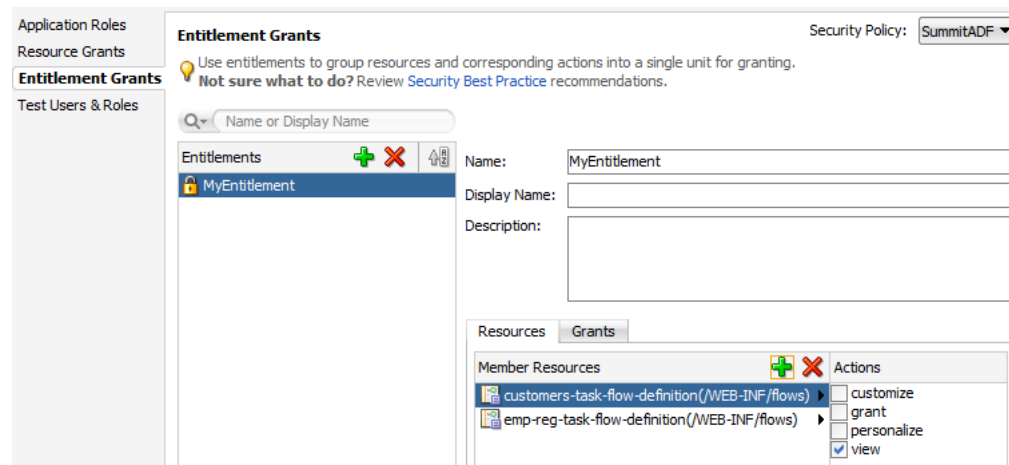 Application Roles
Resource Grants
Entitlement Grants
Test Users & Roles
Entitlement Grants
Security Policy: SummitADF
Use entitlements to group resources and corresponding actions into a single unit for granting.
Not sure what to do? Review Security Best Practice recommendations.
Name or Display Name
Entitlements
MyEntitlement
Name: MyEntitlement
Display Name:
Description:
Resources Grants
Member Resources
customers-task-flow-definition(/WEB-INF/flows)
emp-reg-task-flow-definition(/WEB-INF/flows)
Actions
customize
grant
personalize
view